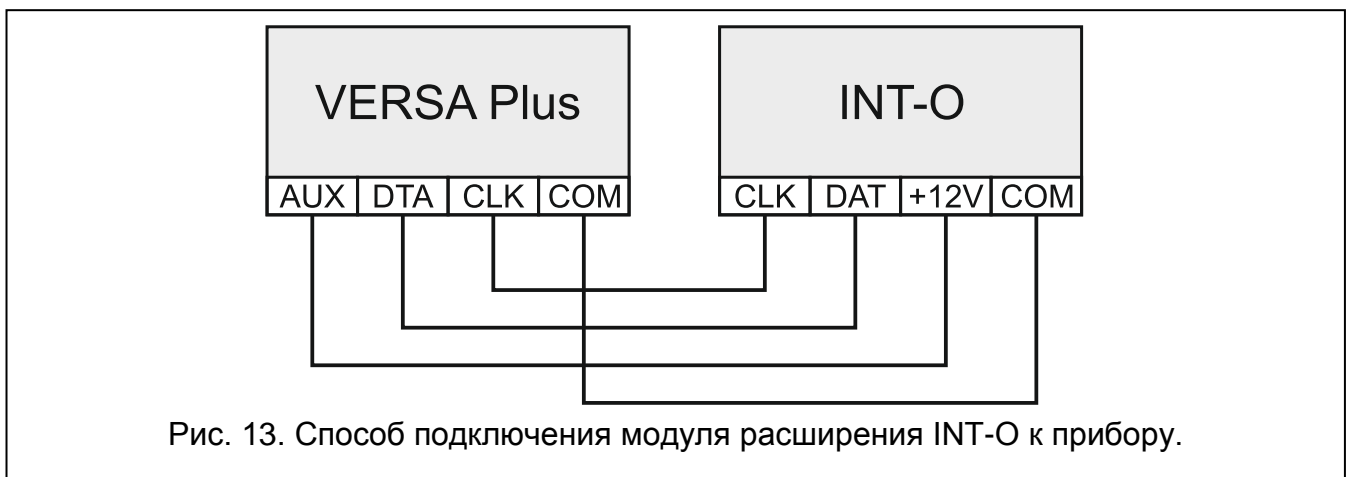 VERSA Plus
INT-O
AUX DTA CLK COM
CLK DAT +12V COM
Рис. 13. Способ подключения модуля расширения INT-O к прибору.